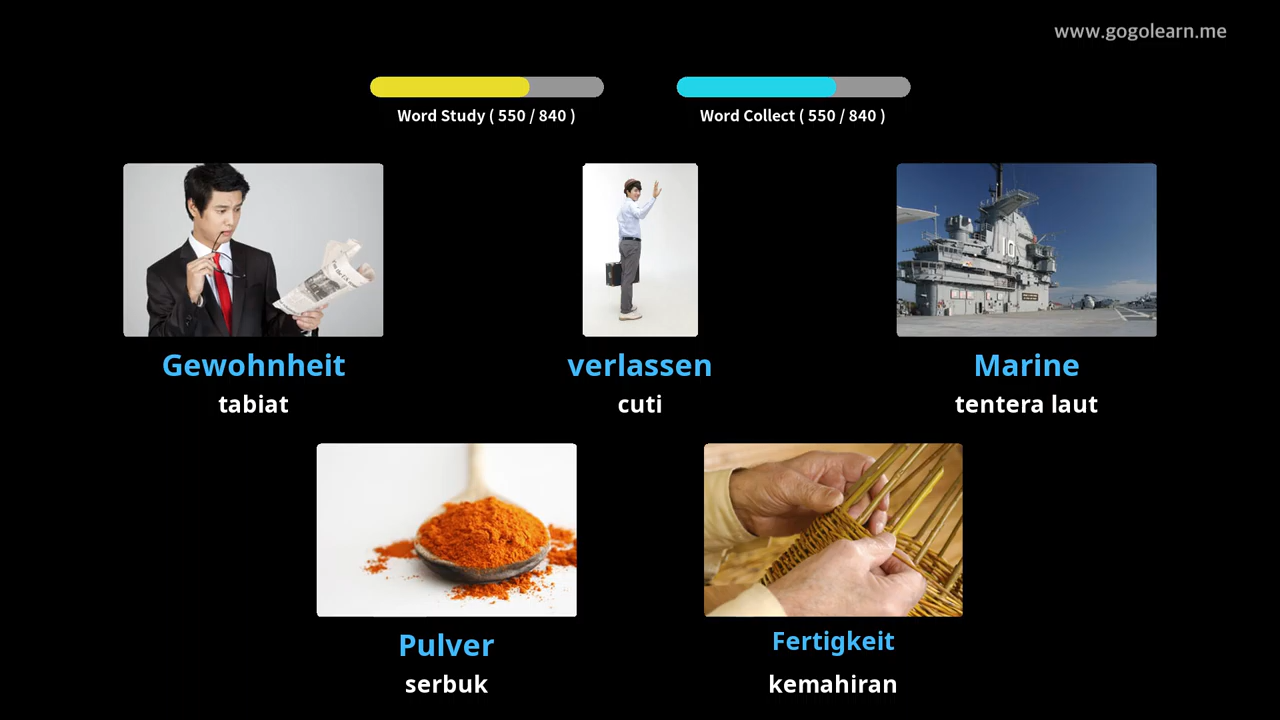 www.gogolearn.me
Word Study ( 550 / 840 )
Word Collect ( 550 / 840 )
Gewohnheit
tabiat
verlassen
cuti
Marine
tentera laut
10
Pulver
serbuk
Fertigkeit
kemahiran